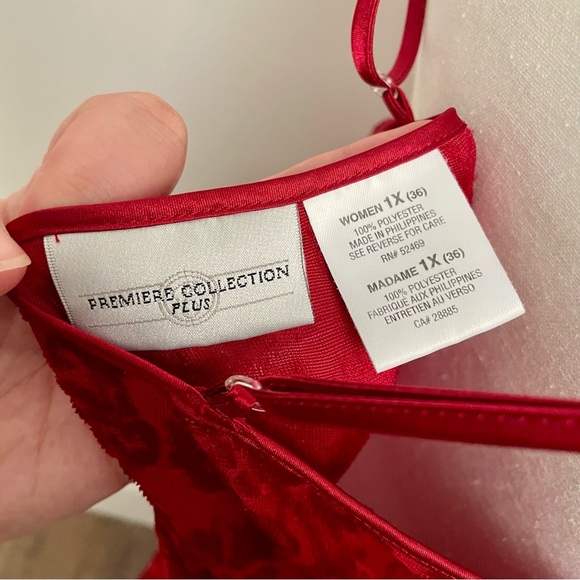 PREMIERE COLLECTION
PLUS
WOMEN 1X (36)
100% POLYESTER
MADE IN PHILIPPINES
SEE REVERSE FOR CARE
RN# 52469
MADAME 1X (36)
100% POLYESTER
FABRIQUE AUX PHILIPPINES
ENTRETIEN AU VERSO
CA# 28885